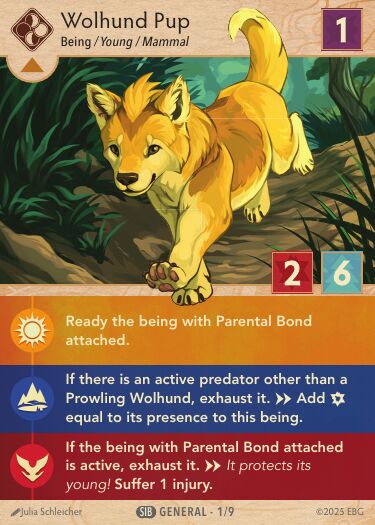 Wolhund Pup
1
Being / Young / Mammal
2 6
Ready the being with Parental Bond
attached.
If there is an active predator other than a
Prowling Wolhund, exhaust it. Add
equal to its presence to this being.
If the being with Parental Bond attached
is active, exhaust it. It protects its
young! Suffer 1 injury.
Julia Schleicher
SIB GENERAL - 1/9
©2025 EBG